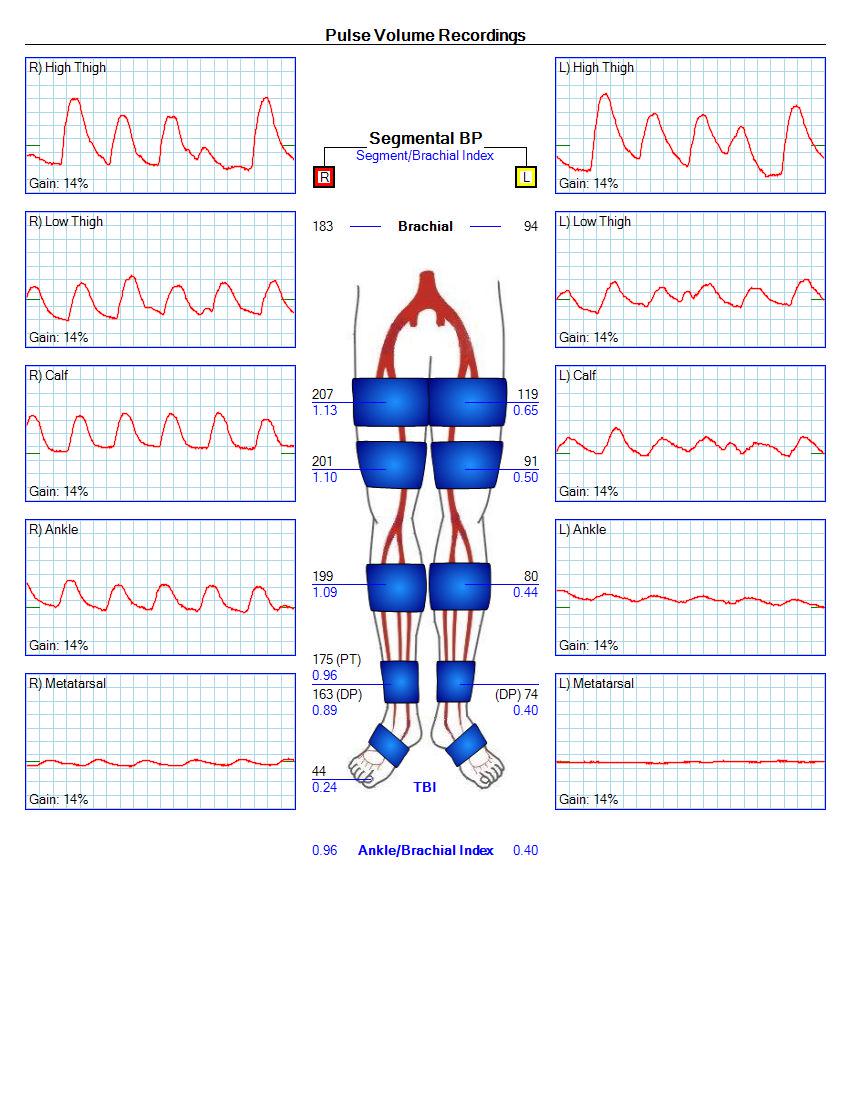 Pulse Volume Recordings
R) High Thigh
Gain: 14%
L) High Thigh
Gain: 14%
Segmental BP
Segment/Brachial Index
R
L
183 Brachial 94
R) Low Thigh
Gain: 14%
L) Low Thigh
Gain: 14%
R) Calf
Gain: 14%
L) Calf
Gain: 14%
207
1.13
119
0.65
201
1.10
91
0.50
R) Ankle
Gain: 14%
L) Ankle
Gain: 14%
199
1.09
80
0.44
175 (PT)
0.96
163 (DP)
0.89
(DP) 74
0.40
R) Metatarsal
Gain: 14%
L) Metatarsal
Gain: 14%
44
0.24
TBI
0.96 Ankle/Brachial Index 0.40